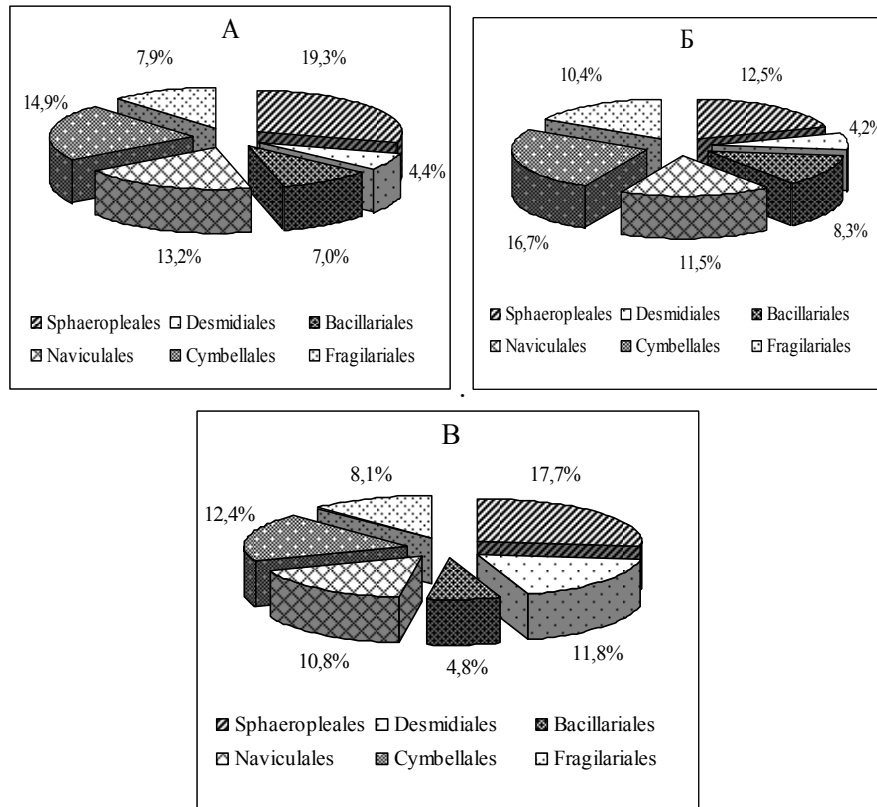 А
7,9% 19,3%
14,9%
4,4%
13,2% 7,0%
Sphaeropleales Desmidiales Bacillariales
Naviculales Cymbellales Fragilariales
Б
10,4% 12,5%
4,2%
16,7% 8,3%
11,5%
Sphaeropleales Desmidiales Bacillariales
Naviculales Cymbellales Fragilariales
.
В
8,1% 17,7%
12,4%
10,8% 4,8% 11,8%
Sphaeropleales Desmidiales Bacillariales
Naviculales Cymbellales Fragilariales